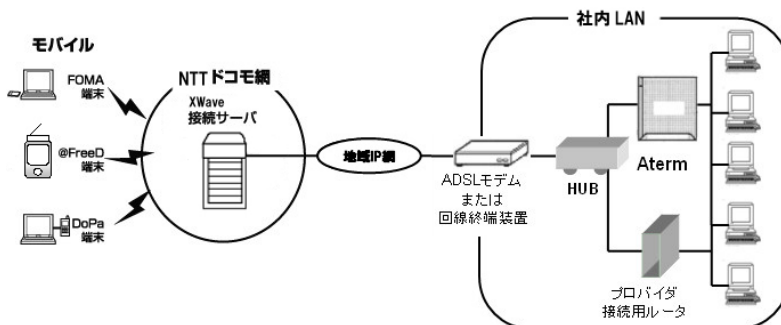 モバイル
FOMA
端末
@FreeD
端末
DoPa
端末
NTTドコモ網
XWave
接続サーバ
地域IP網
社内LAN
ADSLモデム
または
回線終端装置
HUB
Aterm
プロバイダ
接続用ルータ